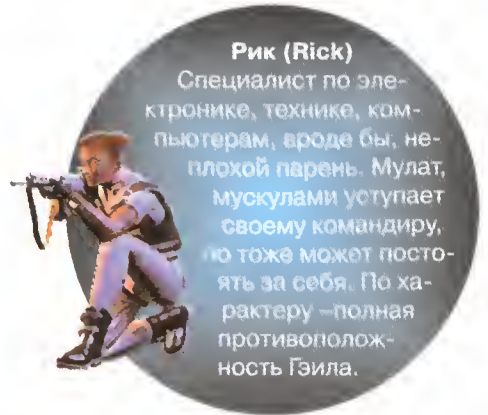 Рик (Rick)
Специалист по эле-
ктронике, технике, ком-
пьютерам, вроде бы, не-
плохой парень. Мулат,
мускулами уступает
своему командиру,
но тоже может посто-
ять за себя. По ха-
рактеру –полная
противополож-
ность Гэила.